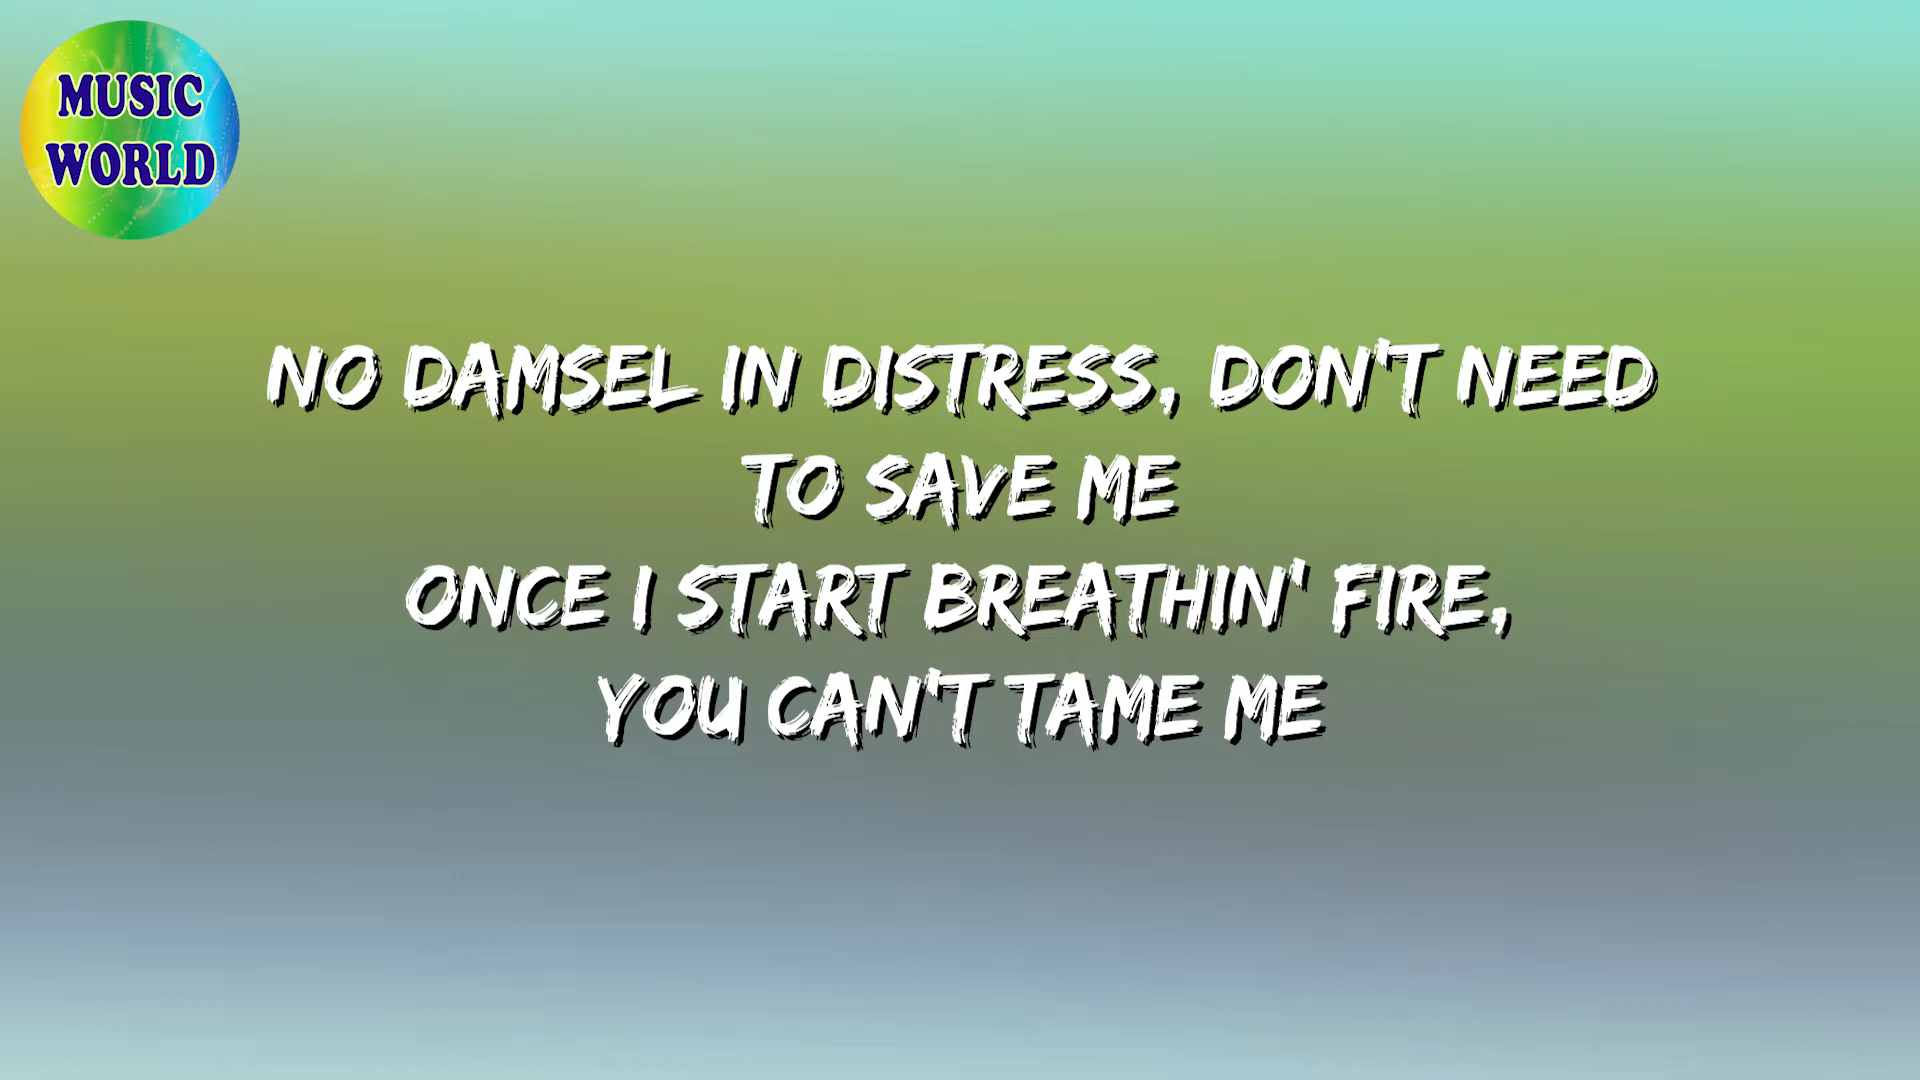 MUSIC
WORLD
NO DAMSEL IN DISTRESS, DON'T NEED
TO SAVE ME
ONCE I START BREATHIN' FIRE,
YOU CAN'T TAME ME